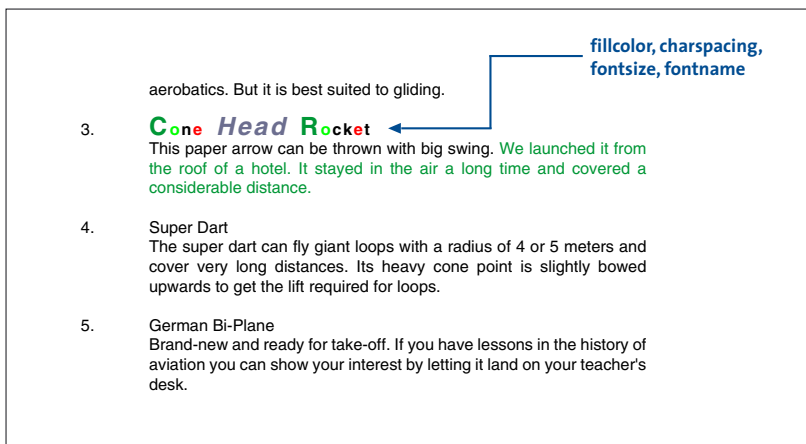 fillcolor, charspacing,
fontsize, fontname
aerobatics. But it is best suited to gliding.
3. Cone Head Rocket
This paper arrow can be thrown with big swing. We launched it from
the roof of a hotel. It stayed in the air a long time and covered a
considerable distance.
4. Super Dart
The super dart can fly giant loops with a radius of 4 or 5 meters and
cover very long distances. Its heavy cone point is slightly bowed
upwards to get the lift required for loops.
5. German Bi-Plane
Brand-new and ready for take-off. If you have lessons in the history of
aviation you can show your interest by letting it land on your teacher's
desk.